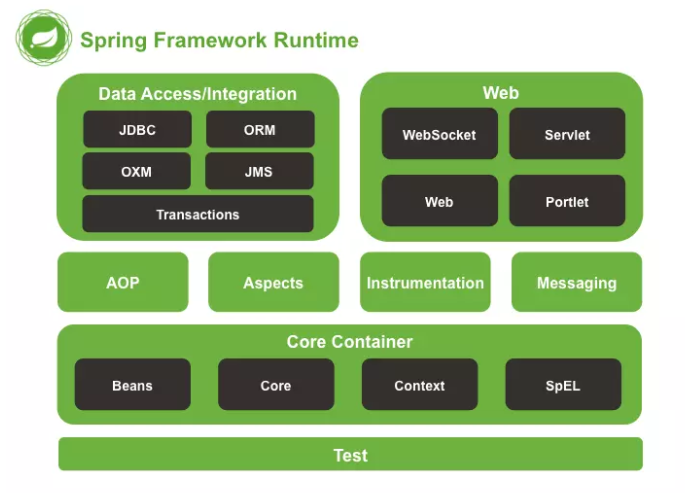 Spring Framework Runtime
Data Access/Integration
JDBC
ORM
OXM
JMS
Transactions
Web
WebSocket
Servlet
Web
Portlet
AOP
Aspects
Instrumentation
Messaging
Core Container
Beans
Core
Context
SpEL
Test